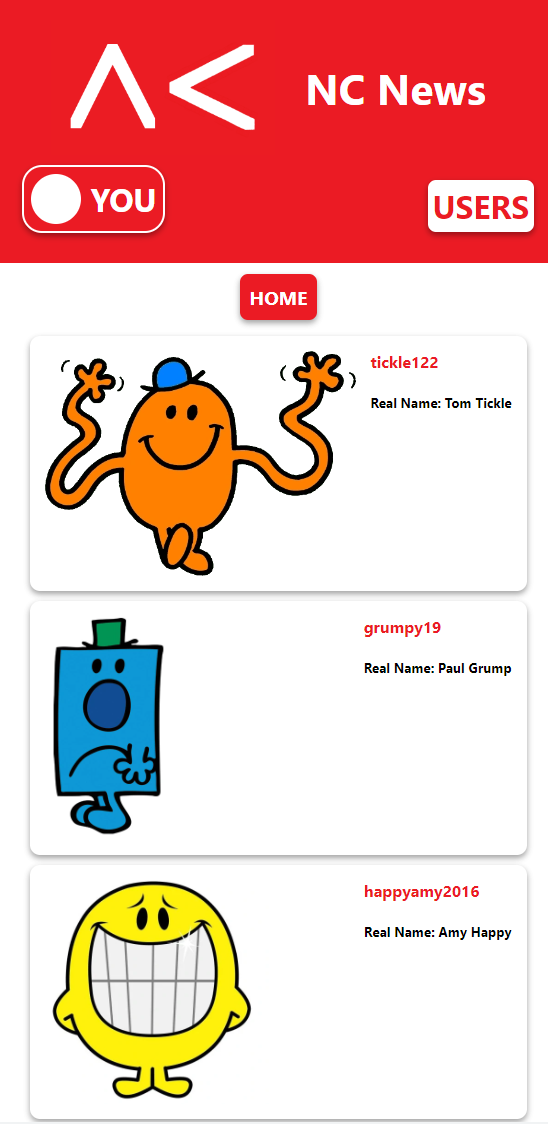 NC News
YOU
USERS
HOME
tickle122
Real Name: Tom Tickle
grumpy19
Real Name: Paul Grump
happyamy2016
Real Name: Amy Happy